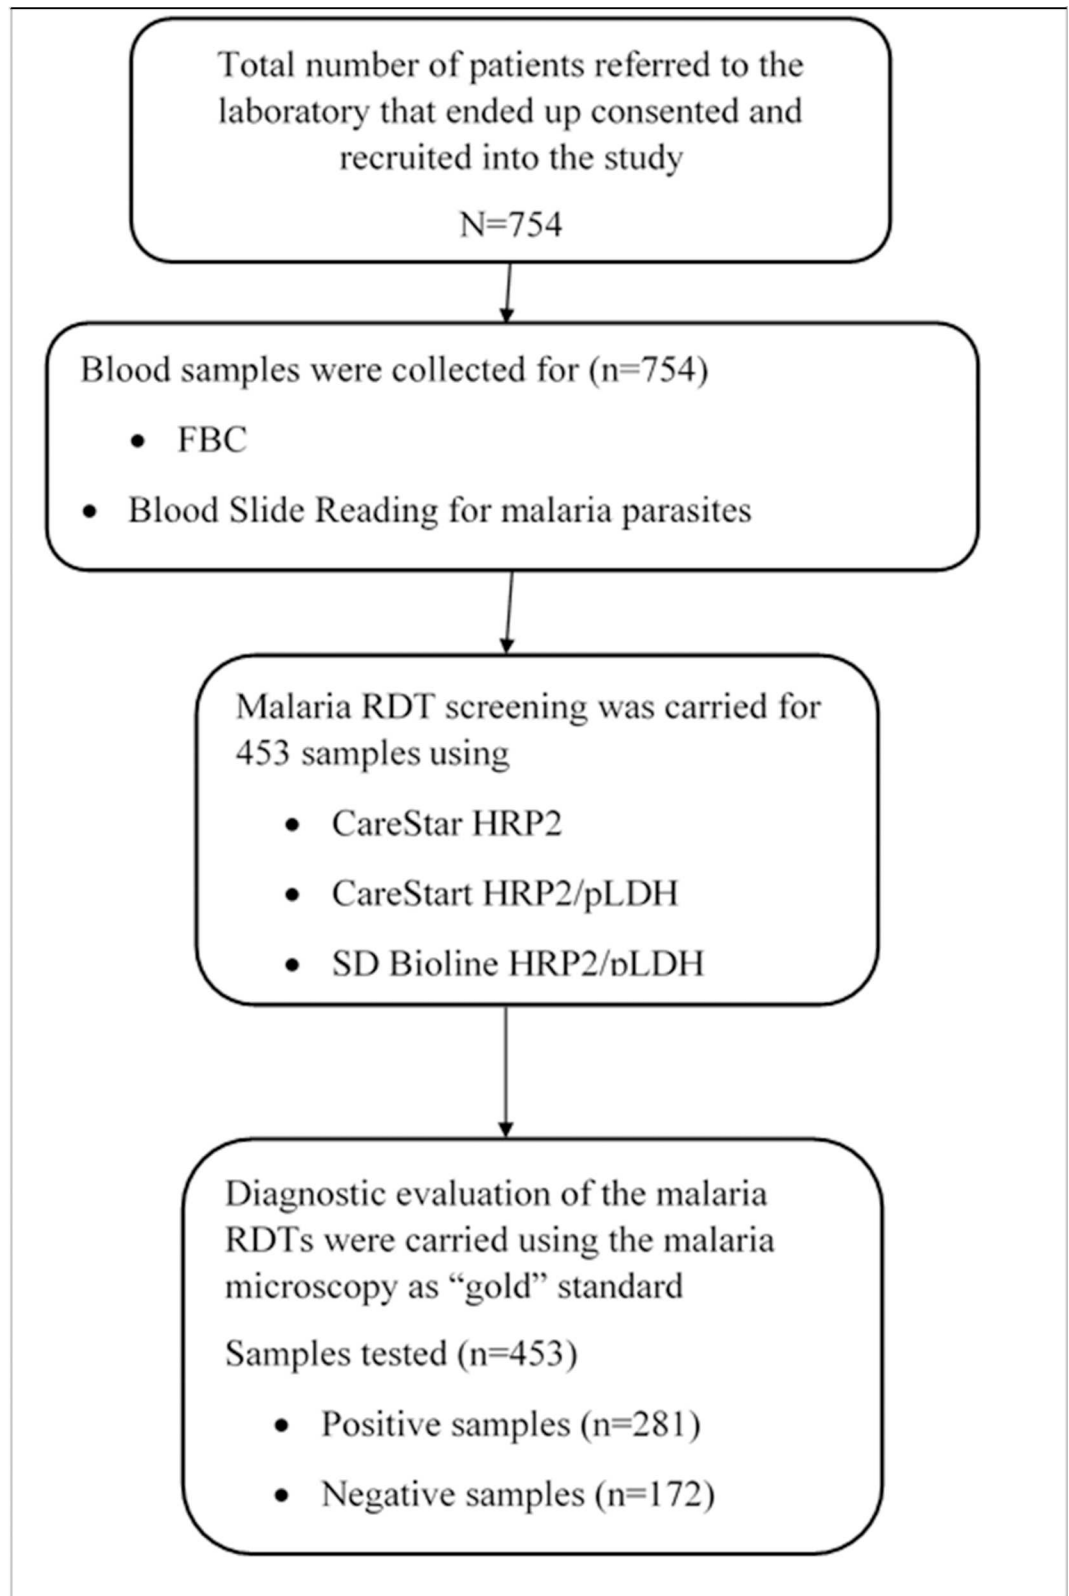 Total number of patients referred to the
laboratory that ended up consented and
recruited into the study
N=754
Blood samples were collected for (n=754)
• FBC
• Blood Slide Reading for malaria parasites
Malaria RDT screening was carried for
453 samples using
• CareStar HRP2
• CareStart HRP2/pLDH
• SD Bioline HRP2/pLDH
Diagnostic evaluation of the malaria
RDTs were carried using the malaria
microscopy as “gold” standard
Samples tested (n=453)
• Positive samples (n=281)
• Negative samples (n=172)